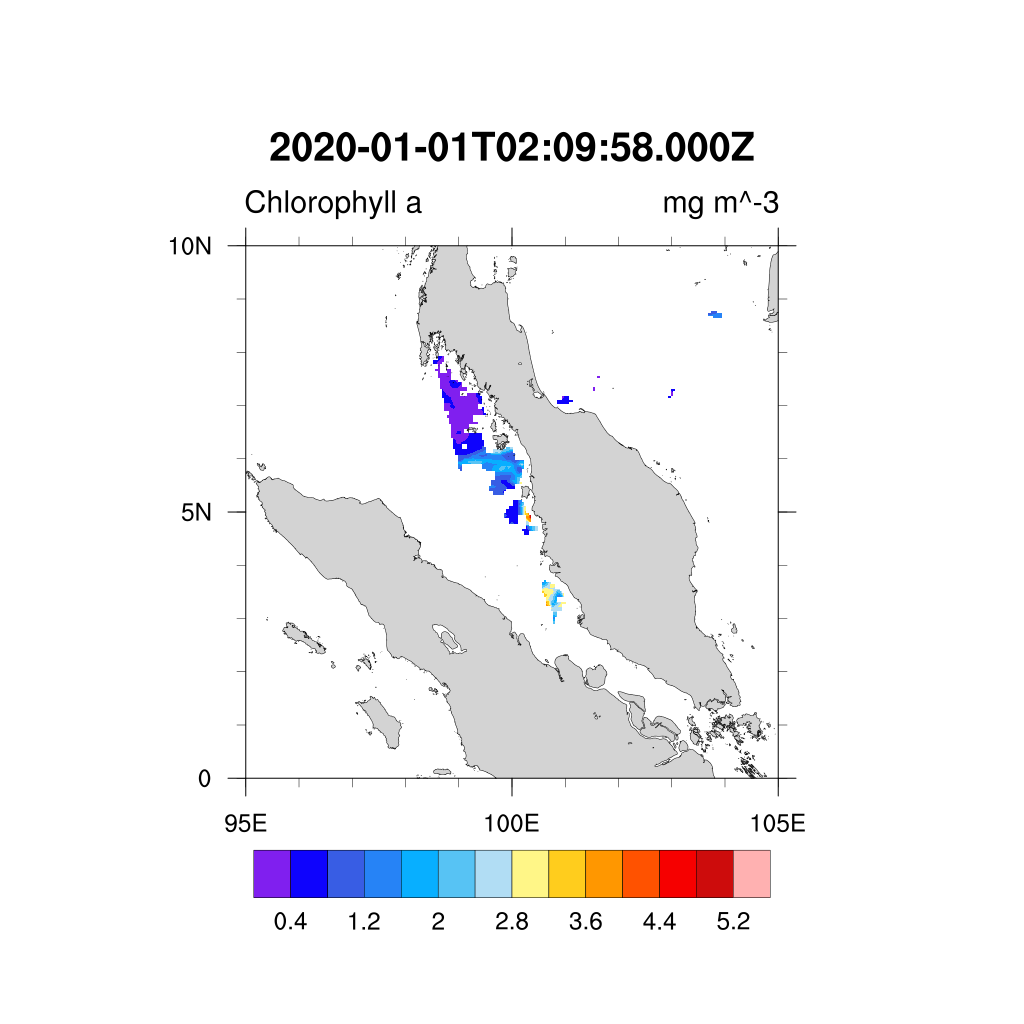 2020-01-01T02:09:58.000Z
Chlorophyll a mg m^-3
10N
5N
0
95E 100E 105E
0.4 1.2 2 2.8 3.6 4.4 5.2